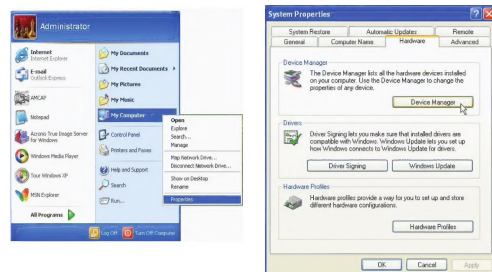 Administrator
Internet
Internet Explorer
E-mail
Outlook Express
AMCAP
Notepad
Acronis True Image Server
for Windows
Windows Media Player
Tour Windows XP
MSN Explorer
All Programs
My Documents
My Recent Documents
My Pictures
My Music
My Computer
Control Panel
Printers and Faxes
Help and Support
Search
Run...
Open
Explore
Search...
Manage
Map Network Drive...
Disconnect Network Drive...
Show on Desktop
Rename
Properties
Log Off
Turn Off Computer
System Properties
System Restore
Automatic Updates
Remote
General
Computer Name
Hardware
Advanced
Device Manager
The Device Manager lists all the hardware devices installed
on your computer. Use the Device Manager to change the
properties of any device.
Device Manager
Drivers
Driver Signing lets you make sure that installed drivers are
compatible with Windows. Windows Update lets you set up
how Windows connects to Windows Update for drivers.
Driver Signing
Windows Update
Hardware Profiles
Hardware profiles provide a way for you to set up and store
different hardware configurations.
Hardware Profiles
OK
Cancel
Apply